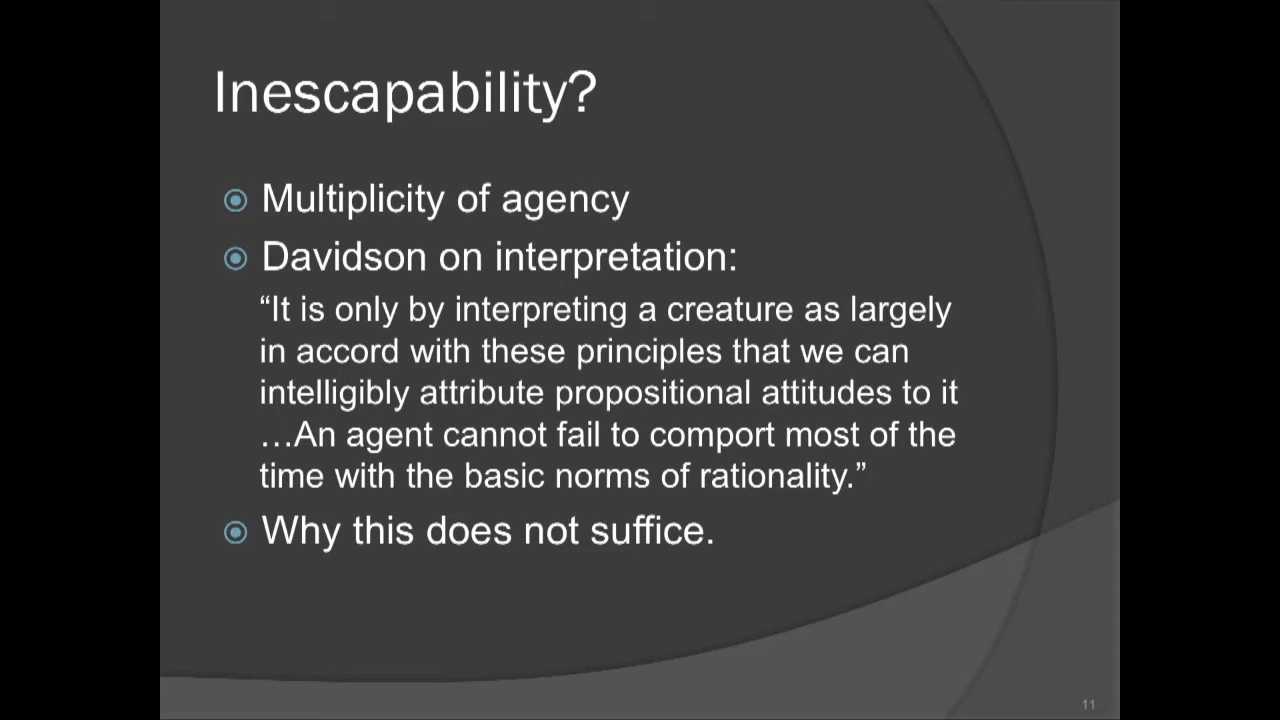 Inescapability?
Multiplicity of agency
Davidson on interpretation:
“It is only by interpreting a creature as largely
in accord with these principles that we can
intelligibly attribute propositional attitudes to it
…An agent cannot fail to comport most of the
time with the basic norms of rationality.”
Why this does not suffice.
11